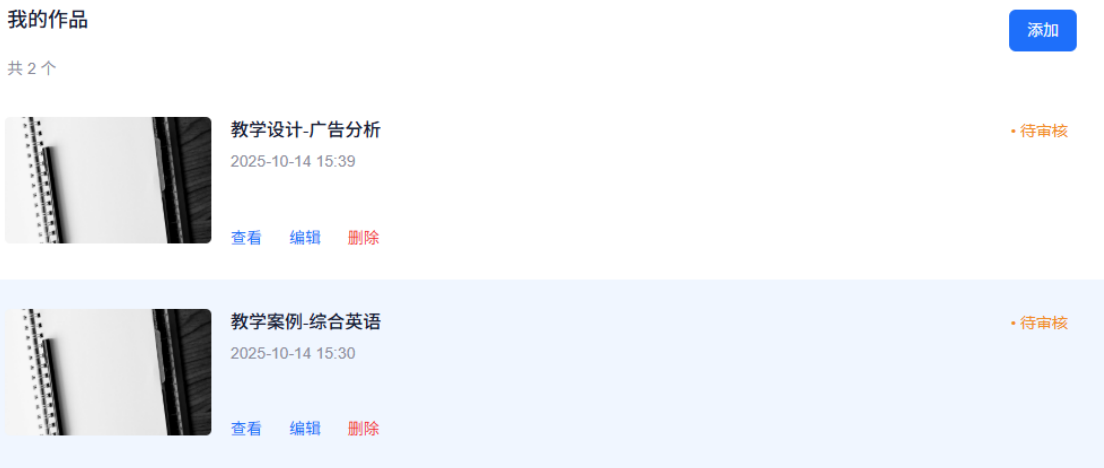 我的作品
添加
共 2 个
教学设计-广告分析
• 待审核
2025-10-14 15:39
查看 编辑 删除
教学案例-综合英语
• 待审核
2025-10-14 15:30
查看 编辑 删除